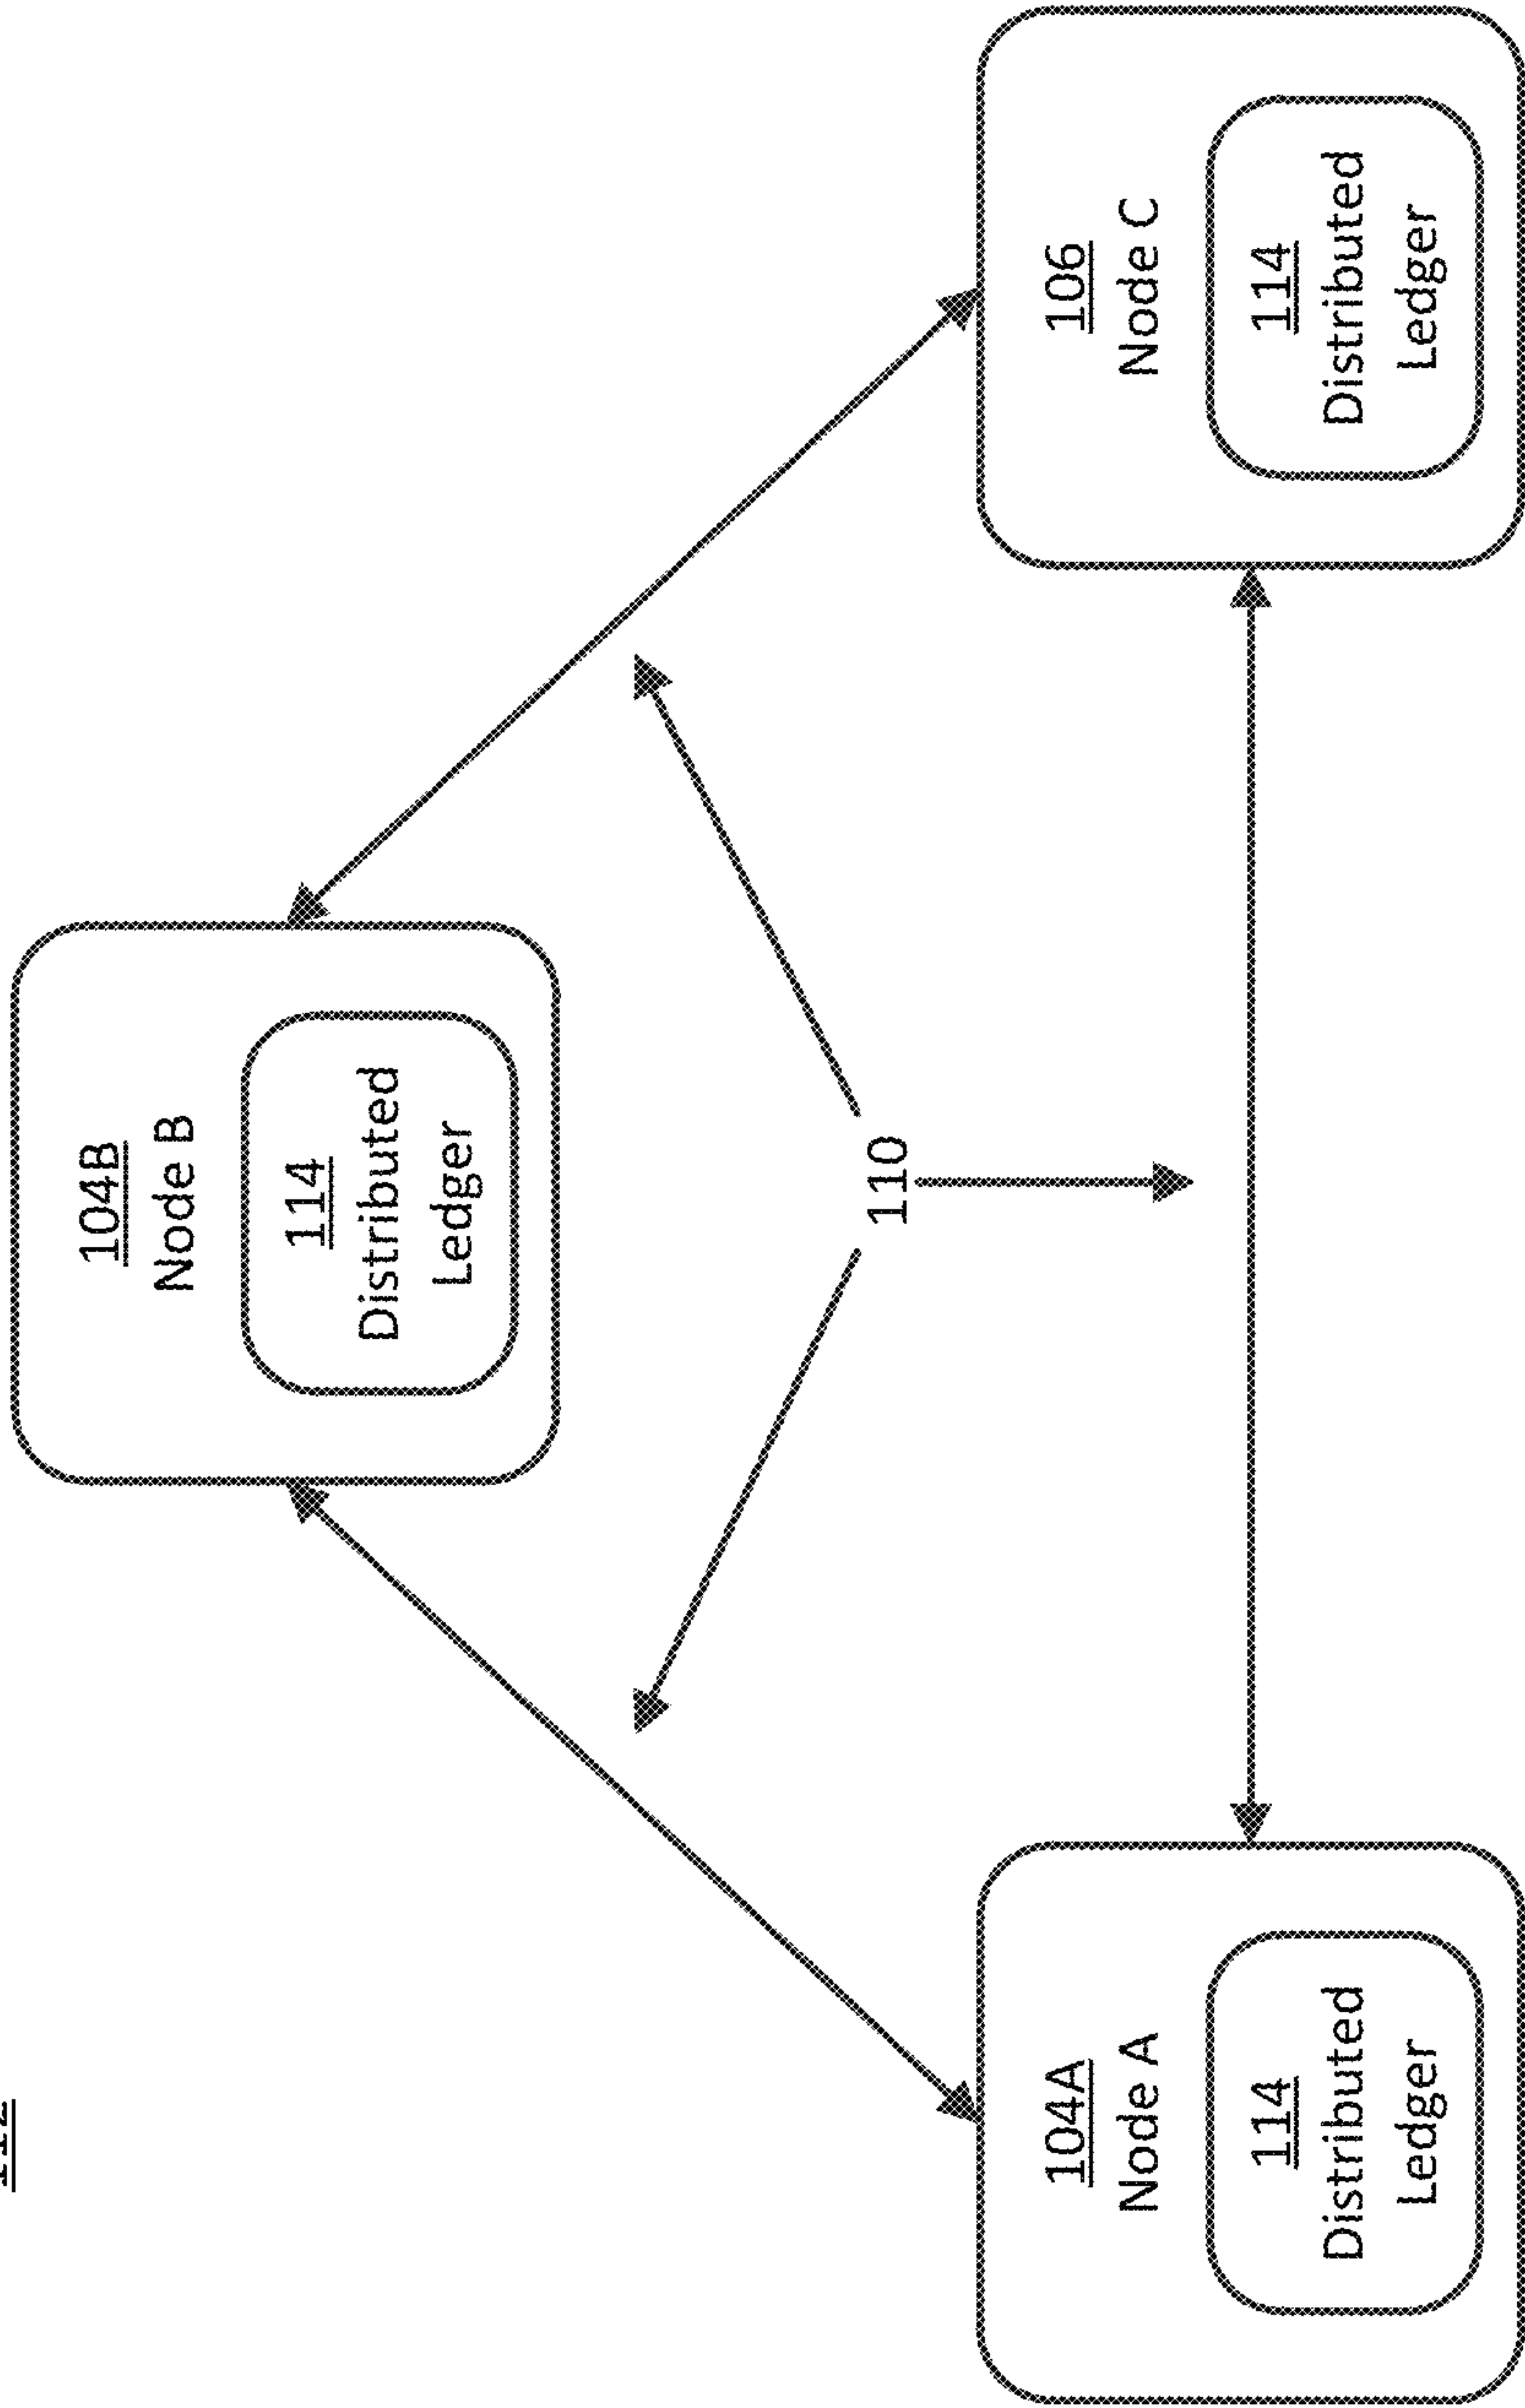 104B
Node B
114
Distributed
Ledger
110
104A
Node A
114
Distributed
Ledger
106
Node C
114
Distributed
Ledger